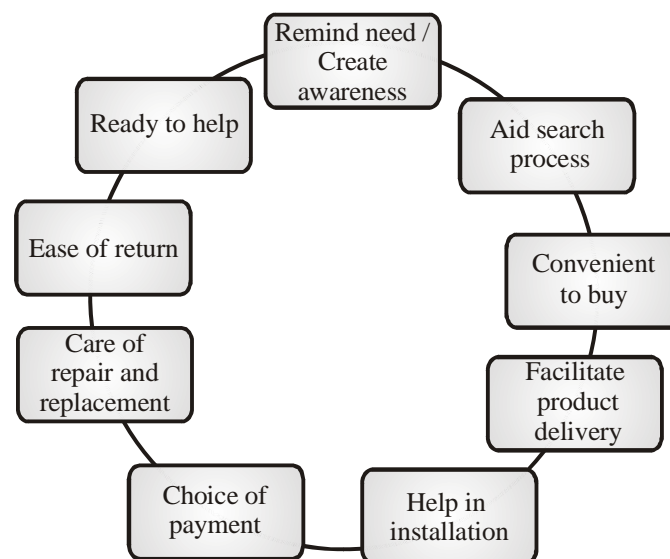 Remind need /
Create
awareness
Aid search
process
Convenient
to buy
Facilitate
product
delivery
Help in
installation
Choice of
payment
Care of
repair and
replacement
Ease of return
Ready to help